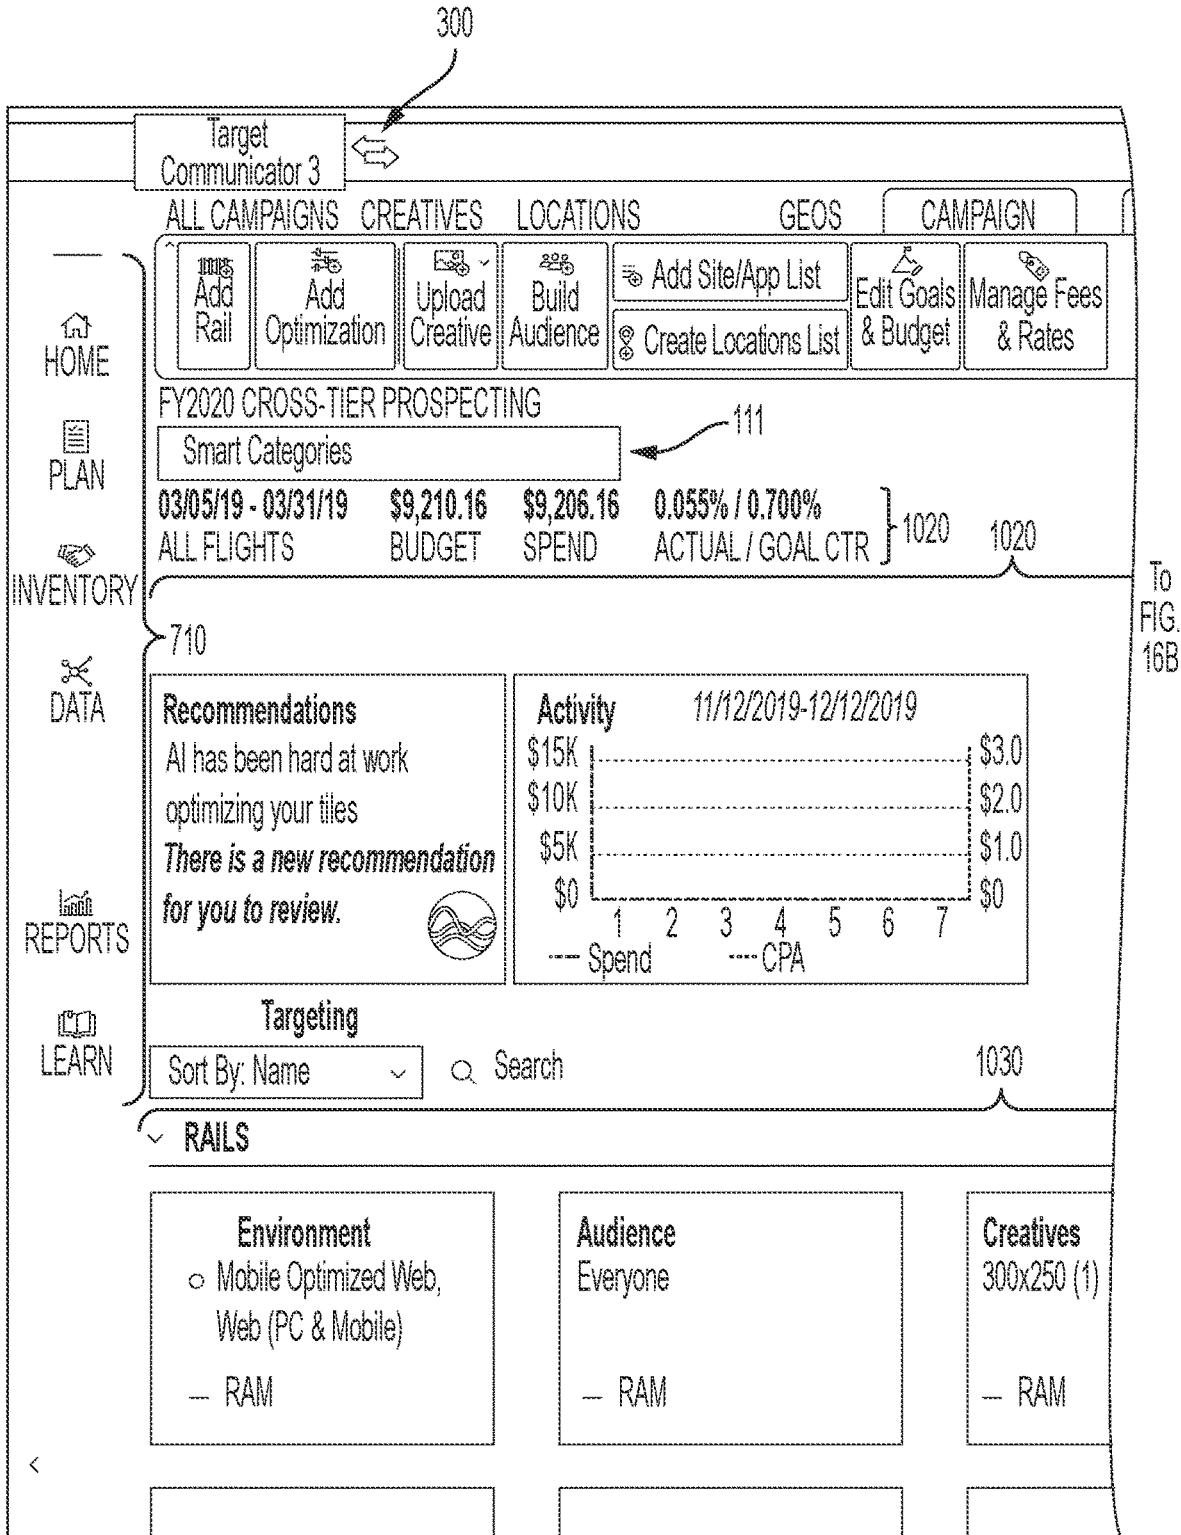 300
Target
Communicator 3
ALL CAMPAIGNS CREATIVES LOCATIONS GEOS CAMPAIGN
Add
Rail
Add
Optimization
Upload
Creative
Build
Audience
Add Site/App List
Create Locations List
Edit Goals
& Budget
Manage Fees
& Rates
HOME
PLAN
INVENTORY
DATA
REPORTS
LEARN
710
FY2020 CROSS-TIER PROSPECTING
Smart Categories
111
03/05/19 - 03/31/19 $9,210.16 $9,206.16 0.055% / 0.700%
ALL FLIGHTS BUDGET SPEND ACTUAL / GOAL CTR
1020
1020
To
FIG.
16B
Recommendations
AI has been hard at work
optimizing your tiles
There is a new recommendation
for you to review.
Activity 11/12/2019-12/12/2019
$15K $3.0
$10K $2.0
$5K $1.0
$0 $0
1 2 3 4 5 6 7
Spend CPA
Targeting
Sort By: Name Search
1030
RAILS
Environment
Mobile Optimized Web,
Web (PC & Mobile)
— RAM
Audience
Everyone
— RAM
Creatives
300x250 (1)
— RAM